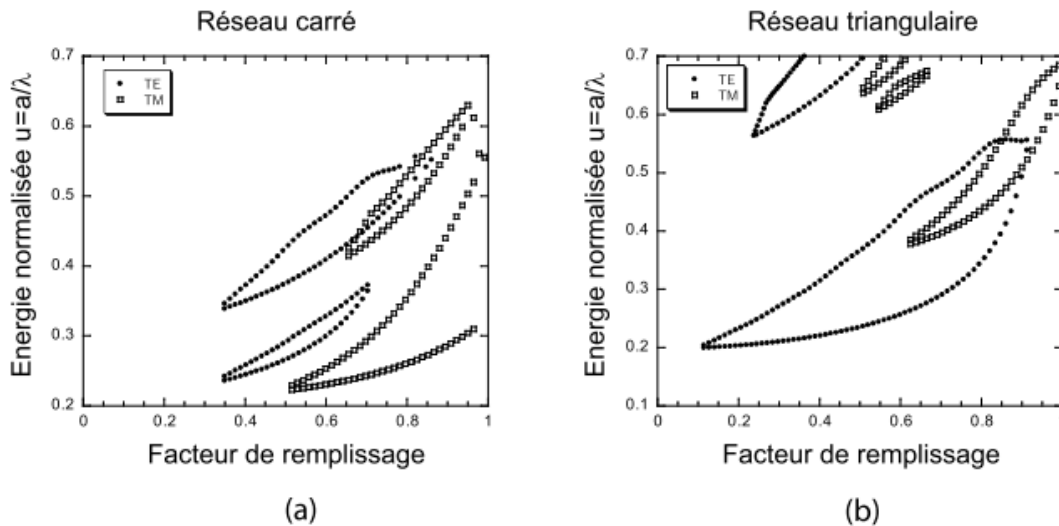 Réseau carré
Energie normalisée u=a/λ
0.7
0.6
0.5
0.4
0.3
0.2
TE
TM
0
0.2
0.4
0.6
0.8
1
Facteur de remplissage
(a)
Réseau triangulaire
Energie normalisée u=a/λ
0.7
0.6
0.5
0.4
0.3
0.2
0.1
TE
TM
0
0.2
0.4
0.6
0.8
Facteur de remplissage
(b)